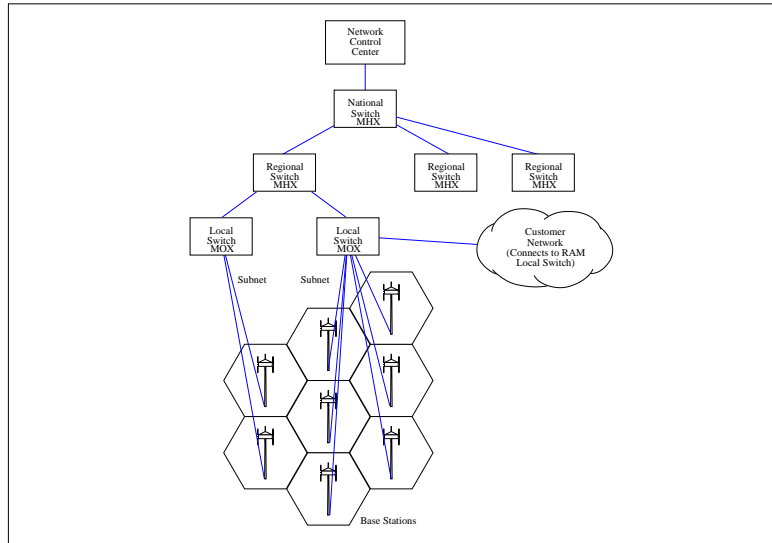 Network
Control
Center
National
Switch
MHX
Regional
Switch
MHX
Regional
Switch
MHX
Regional
Switch
MHX
Local
Switch
MOX
Local
Switch
MOX
Customer
Network
(Connects to RAM
Local Switch)
Subnet
Subnet
Base Stations